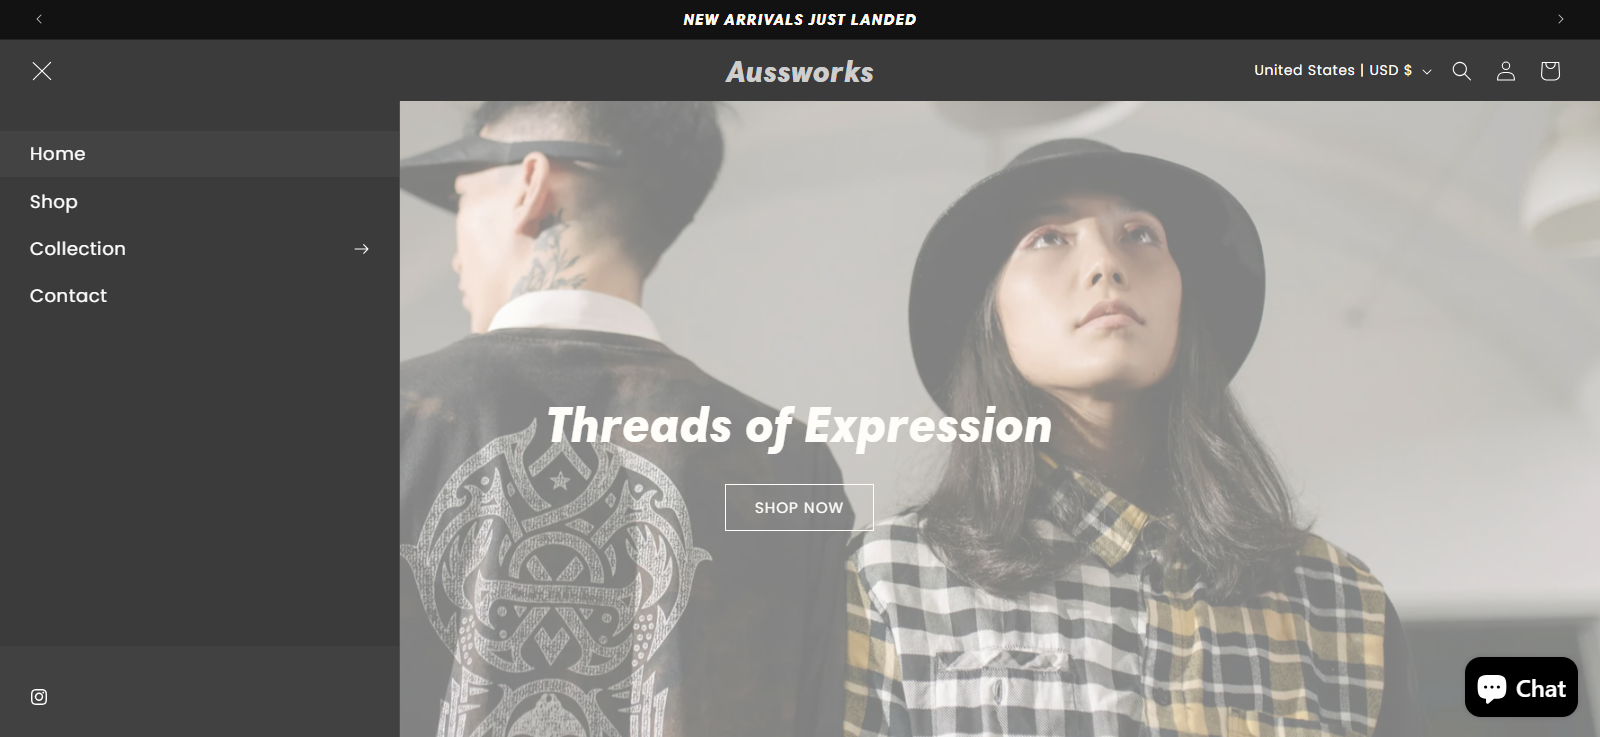 NEW ARRIVALS JUST LANDED
Aussworks
United States | USD $
Home
Shop
Collection
Contact
Threads of Expression
SHOP NOW
Chat